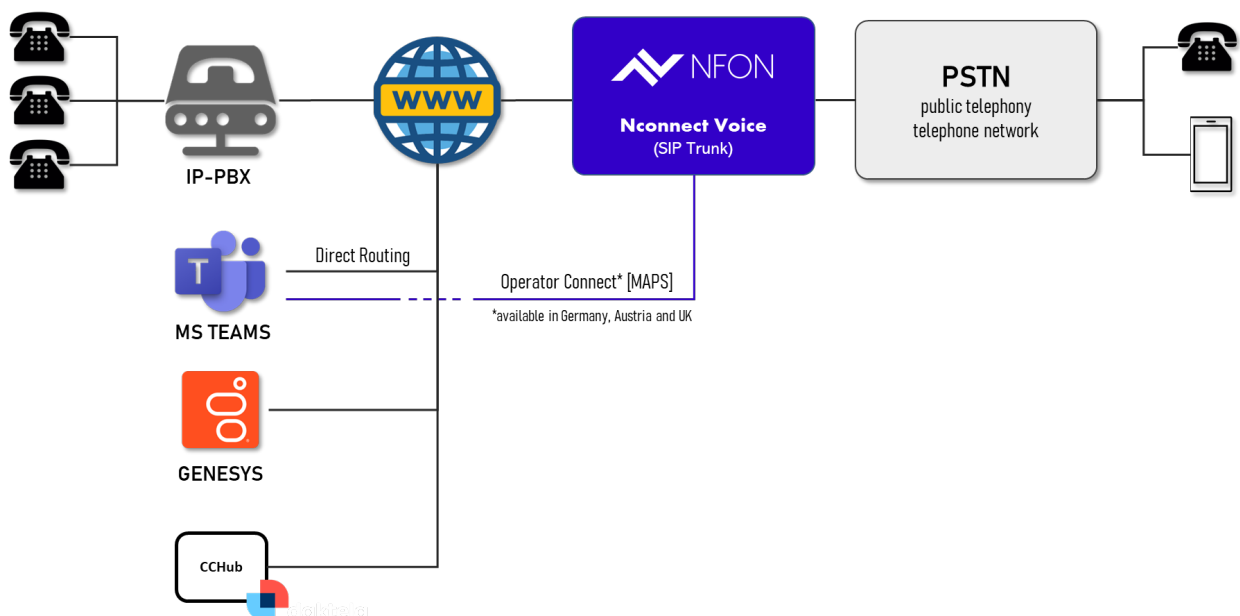 WWW
NFON
Nconnect Voice
(SIP Trunk)
PSTN
public telephony
telephone network
IP-PBX
Direct Routing
T
MS TEAMS
Operator Connect* [MAPS]
*available in Germany, Austria and UK
GENESYS
CCHub